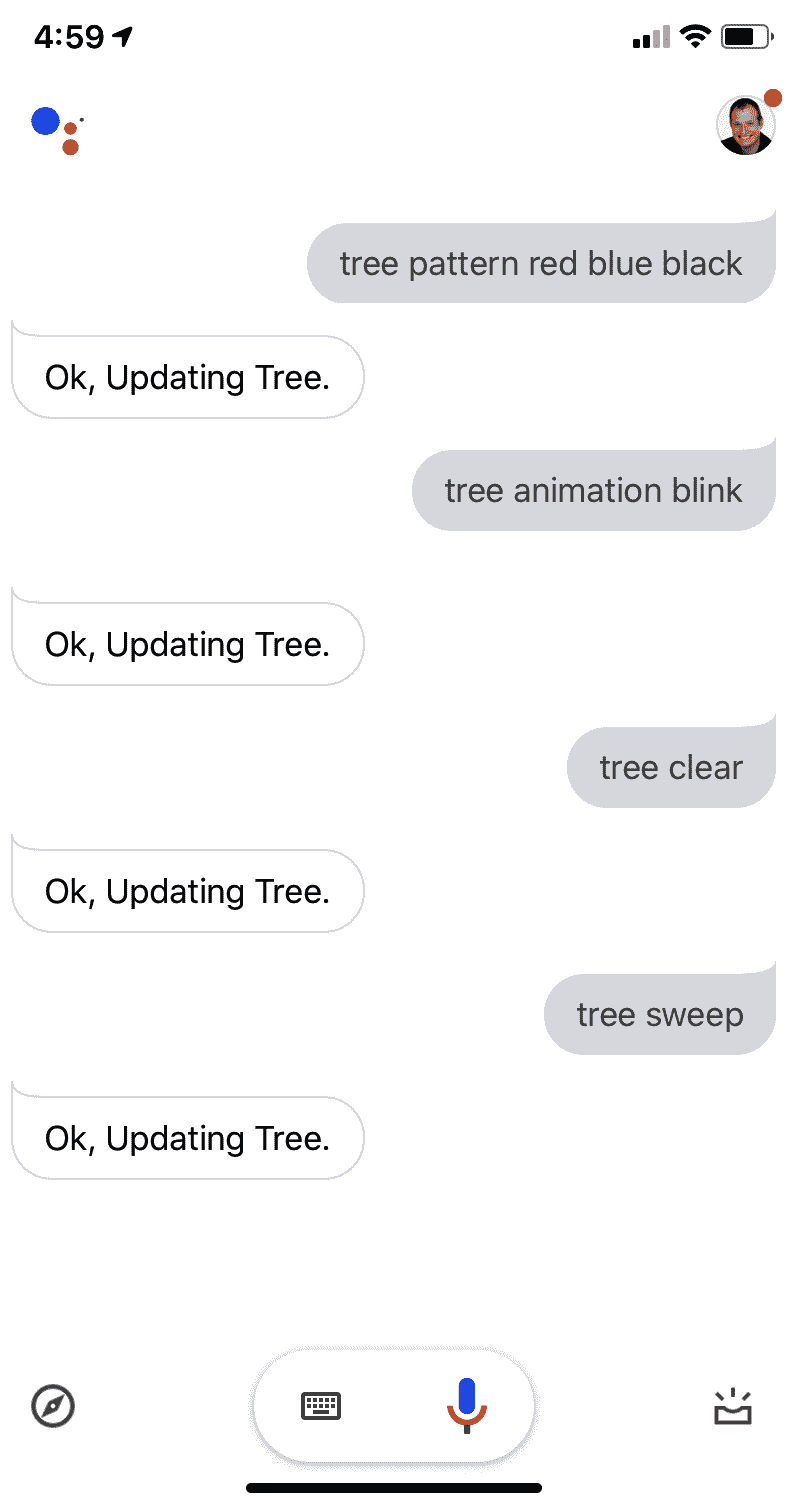 4:59
tree pattern red blue black
Ok, Updating Tree.
tree animation blink
Ok, Updating Tree.
tree clear
Ok, Updating Tree.
tree sweep
Ok, Updating Tree.